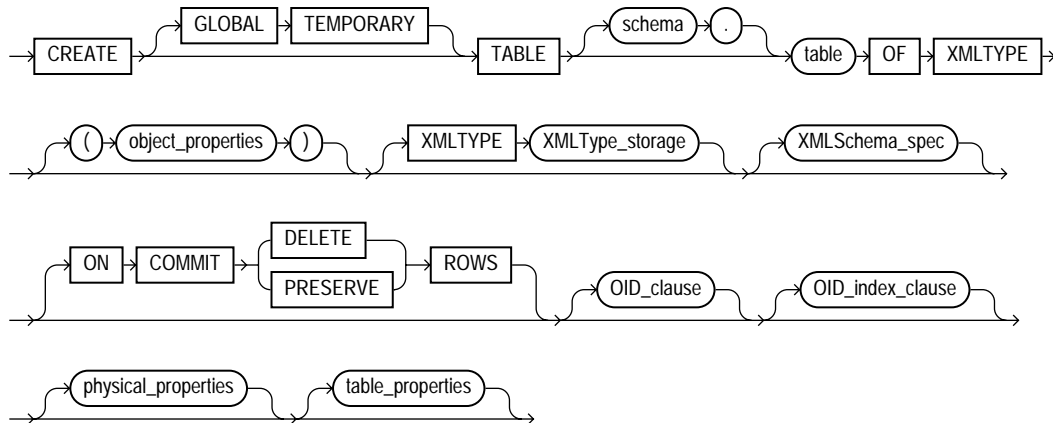 CREATE GLOBAL TEMPORARY TABLE schema . table OF XMLTYPE
( object_properties ) XMLTYPE XMLType_storage XMLSchema_spec
ON COMMIT DELETE PRESERVE ROWS OID_clause OID_index_clause
physical_properties table_properties